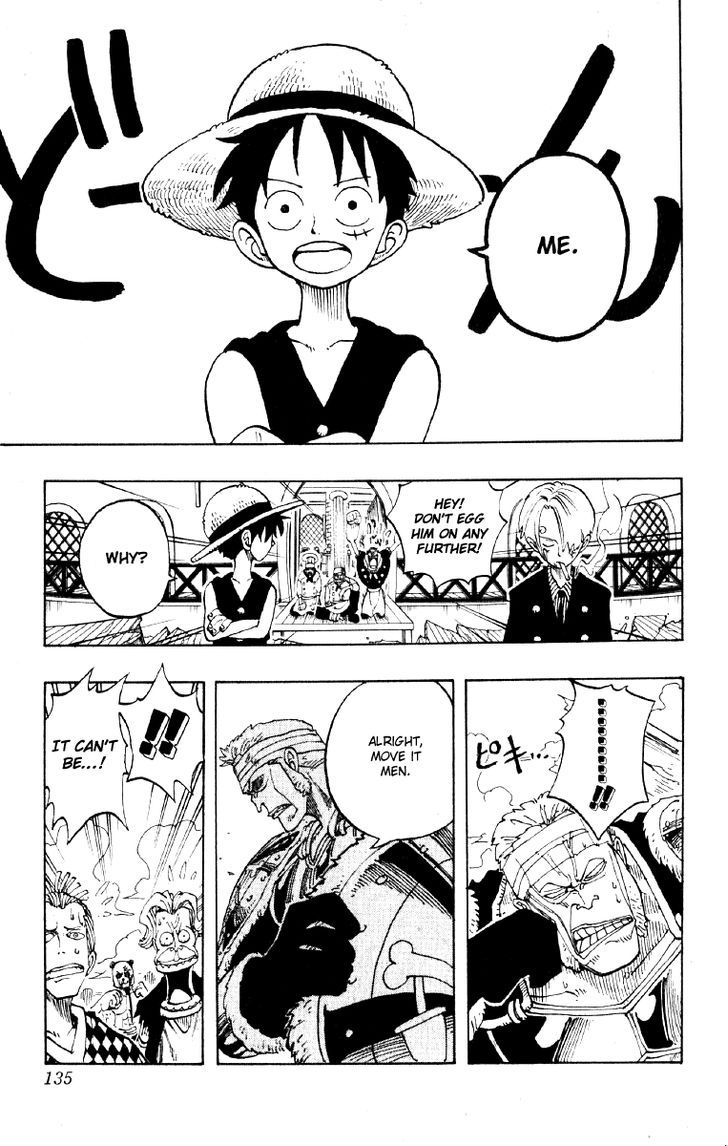 どーん
ME.
HEY!
DON'T EGG
HIM ON ANY
FURTHER!
WHY?
.........!!
ピキ...
ALRIGHT,
MOVE IT
MEN.
!!
IT CAN'T
BE...!
135